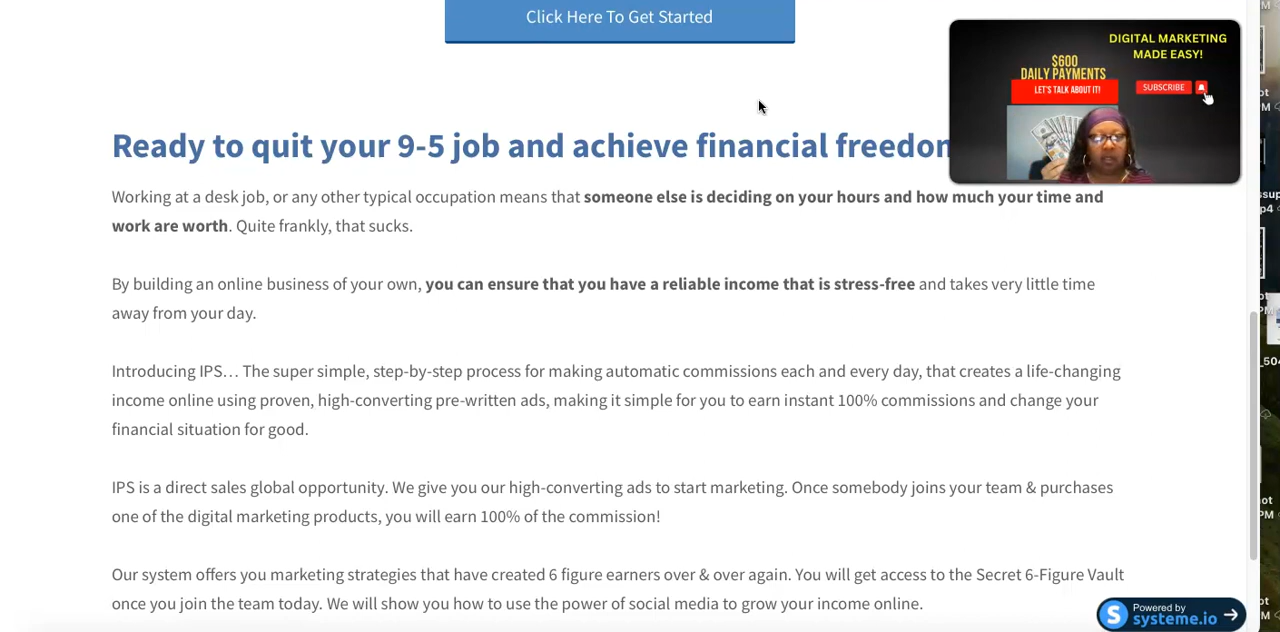 Click Here To Get Started
DIGITAL MARKETING
MADE EASY!
$600
DAILY PAYMENTS
LET'S TALK ABOUT IT!
SUBSCRIBE
Ready to quit your 9-5 job and achieve financial freedom
Working at a desk job, or any other typical occupation means that someone else is deciding on your hours and how much your time and
work are worth. Quite frankly, that sucks.
By building an online business of your own, you can ensure that you have a reliable income that is stress-free and takes very little time
away from your day.
Introducing IPS… The super simple, step-by-step process for making automatic commissions each and every day, that creates a life-changing
income online using proven, high-converting pre-written ads, making it simple for you to earn instant 100% commissions and change your
financial situation for good.
IPS is a direct sales global opportunity. We give you our high-converting ads to start marketing. Once somebody joins your team & purchases
one of the digital marketing products, you will earn 100% of the commission!
Our system offers you marketing strategies that have created 6 figure earners over & over again. You will get access to the Secret 6-Figure Vault
once you join the team today. We will show you how to use the power of social media to grow your income online.
Powered by
systeme.io